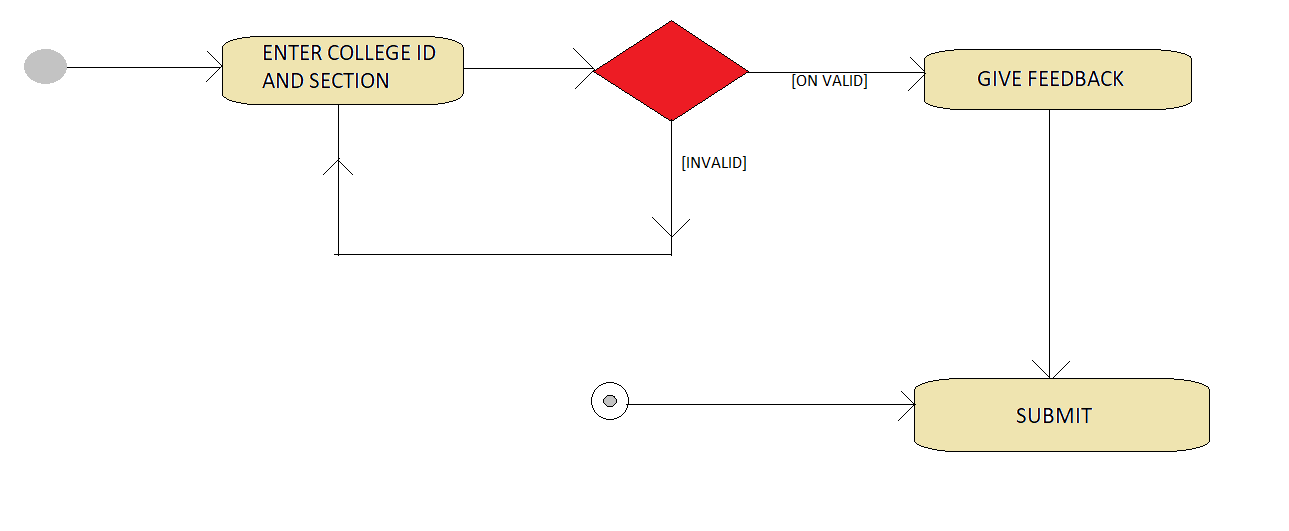 ENTER COLLEGE ID
AND SECTION
[ON VALID]
GIVE FEEDBACK
[INVALID]
SUBMIT